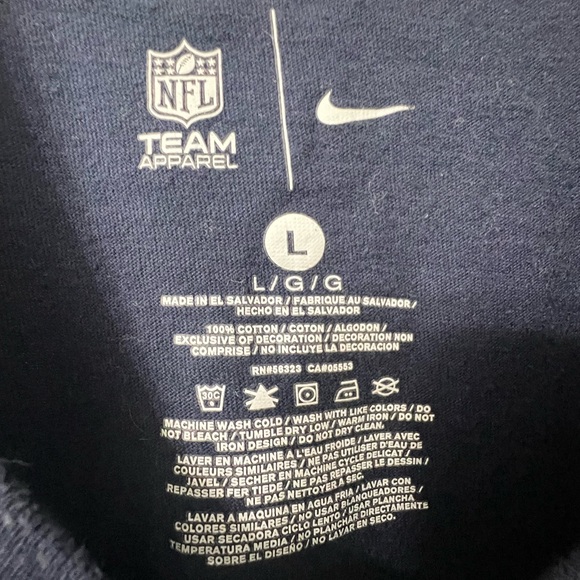 NFL
TEAM
APPAREL
L
L/G/G
MADE IN EL SALVADOR / FABRIQUE AU SALVADOR /
HECHO EN EL SALVADOR
100% COTTON / COTON / ALGODON /
EXCLUSIVE OF DECORATION / DECORATION NON
COMPRISE / NO INCLUYE LA DECORACION
RN#56323 CA#05553
30C
MACHINE WASH COLD / WASH WITH LIKE COLORS / DO
NOT BLEACH / TUMBLE DRY LOW / WARM IRON / DO NOT
IRON DESIGN / DO NOT DRY CLEAN.
LAVER EN MACHINE A L'EAU FROIDE / LAVER AVEC
COULEURS SIMILAIRES / NE PAS UTILISER D'EAU DE
JAVEL / SECHER EN MACHINE CYCLE DELICAT /
REPASSER FER TIEDE / NE PAS REPASSER LE DESSIN /
NE PAS NETTOYER A SEC.
LAVAR A MAQUINA EN AGUA FRIA / LAVAR CON
COLORES SIMILARES / NO USAR BLANQUEADORES /
USAR SECADORA CICLO LENTO / USAR PLANCHA
TEMPERATURA MEDIA / NO PLANCHAR DIRECTAMENTE
SOBRE EL DISEÑO / NO LAVAR EN SECO.